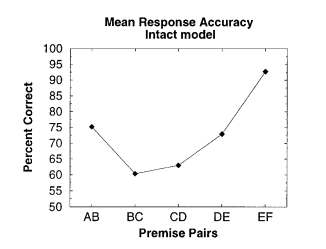 Mean Response Accuracy
Intact model
100
95
90
85
80
75
70
65
60
55
50
Percent Correct
AB BC CD DE EF
Premise Pairs